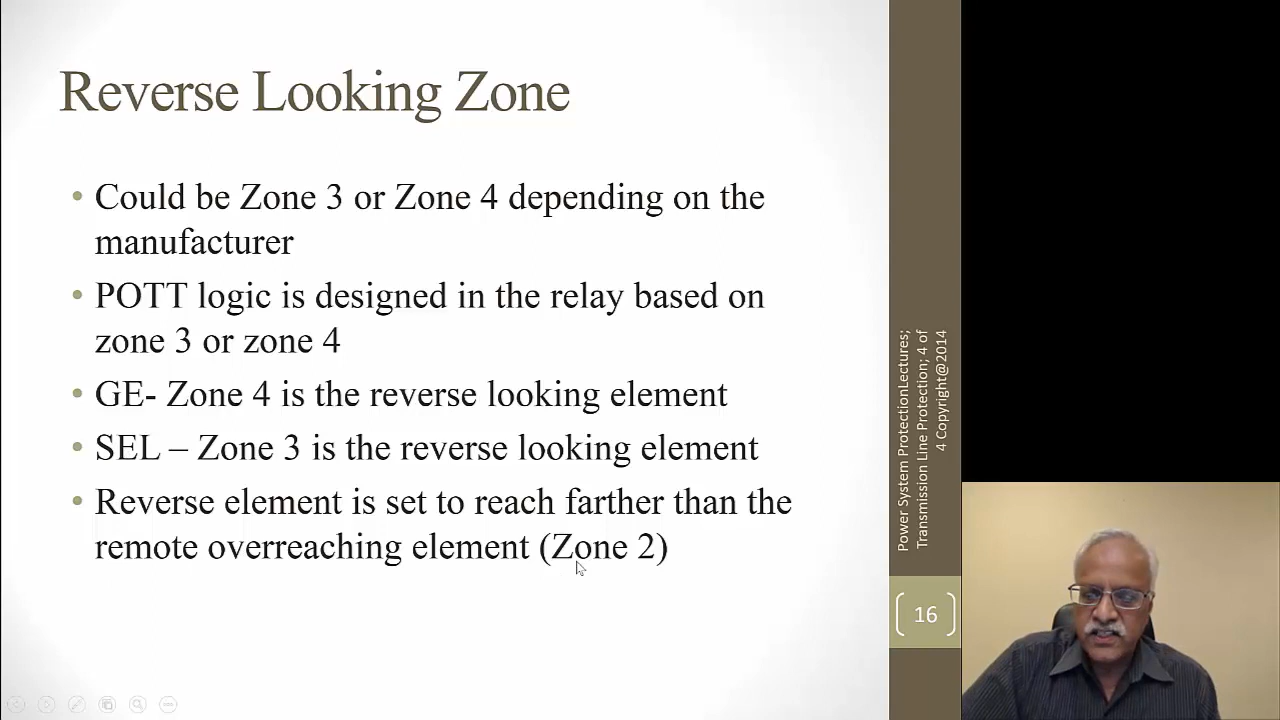 Reverse Looking Zone
• Could be Zone 3 or Zone 4 depending on the
manufacturer
• POTT logic is designed in the relay based on
zone 3 or zone 4
• GE- Zone 4 is the reverse looking element
• SEL – Zone 3 is the reverse looking element
• Reverse element is set to reach farther than the
remote overreaching element (Zone 2)
Power System ProtectionLectures;
Transmission Line Protection; 4 of
4 Copyright@2014
16